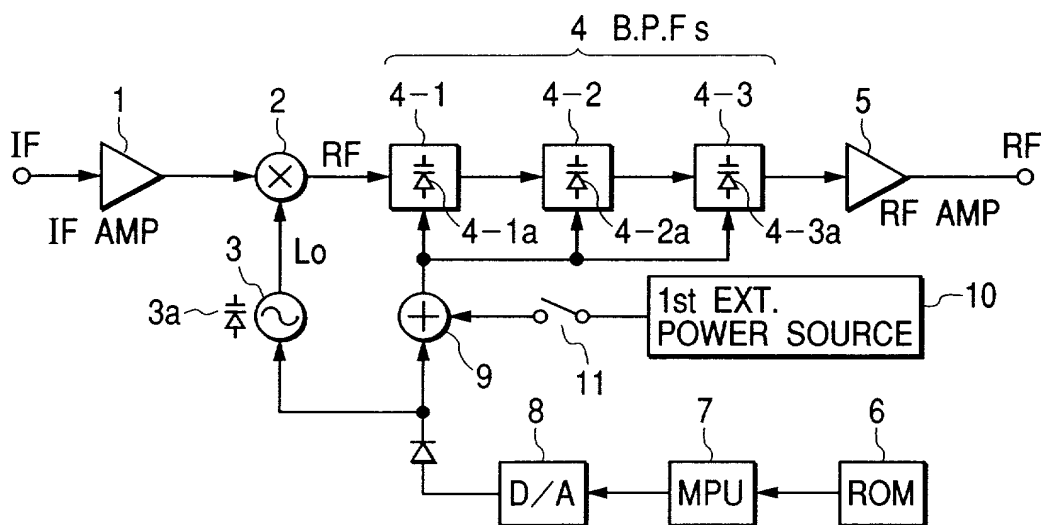 4 B.P.Fs
1
2
4-1
4-2
4-3
5
IF
RF
RF
IF AMP
4-1a
4-2a
4-3a
RF AMP
3
Lo
3a
1st EXT.
POWER SOURCE
10
9
11
8
7
6
D/A
MPU
ROM